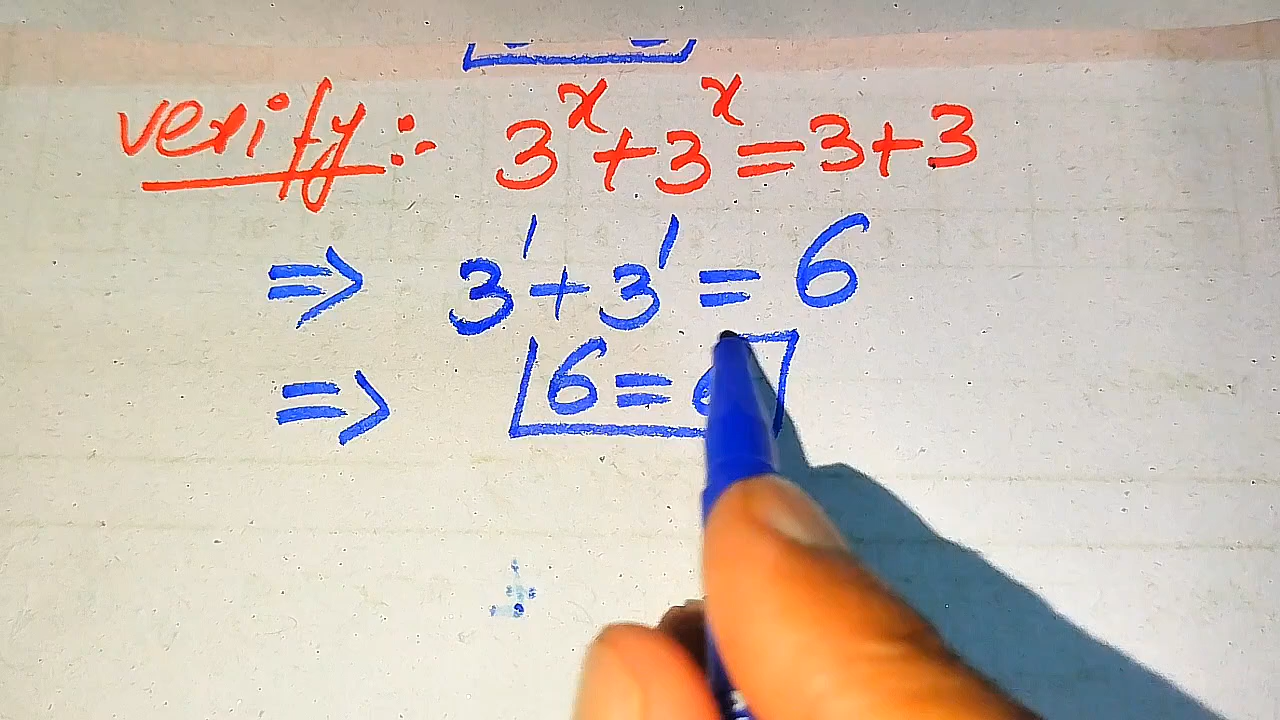 verify:- 3^x + 3^x = 3 + 3
=> 3^1 + 3^1 = 6
=> 6 = 6